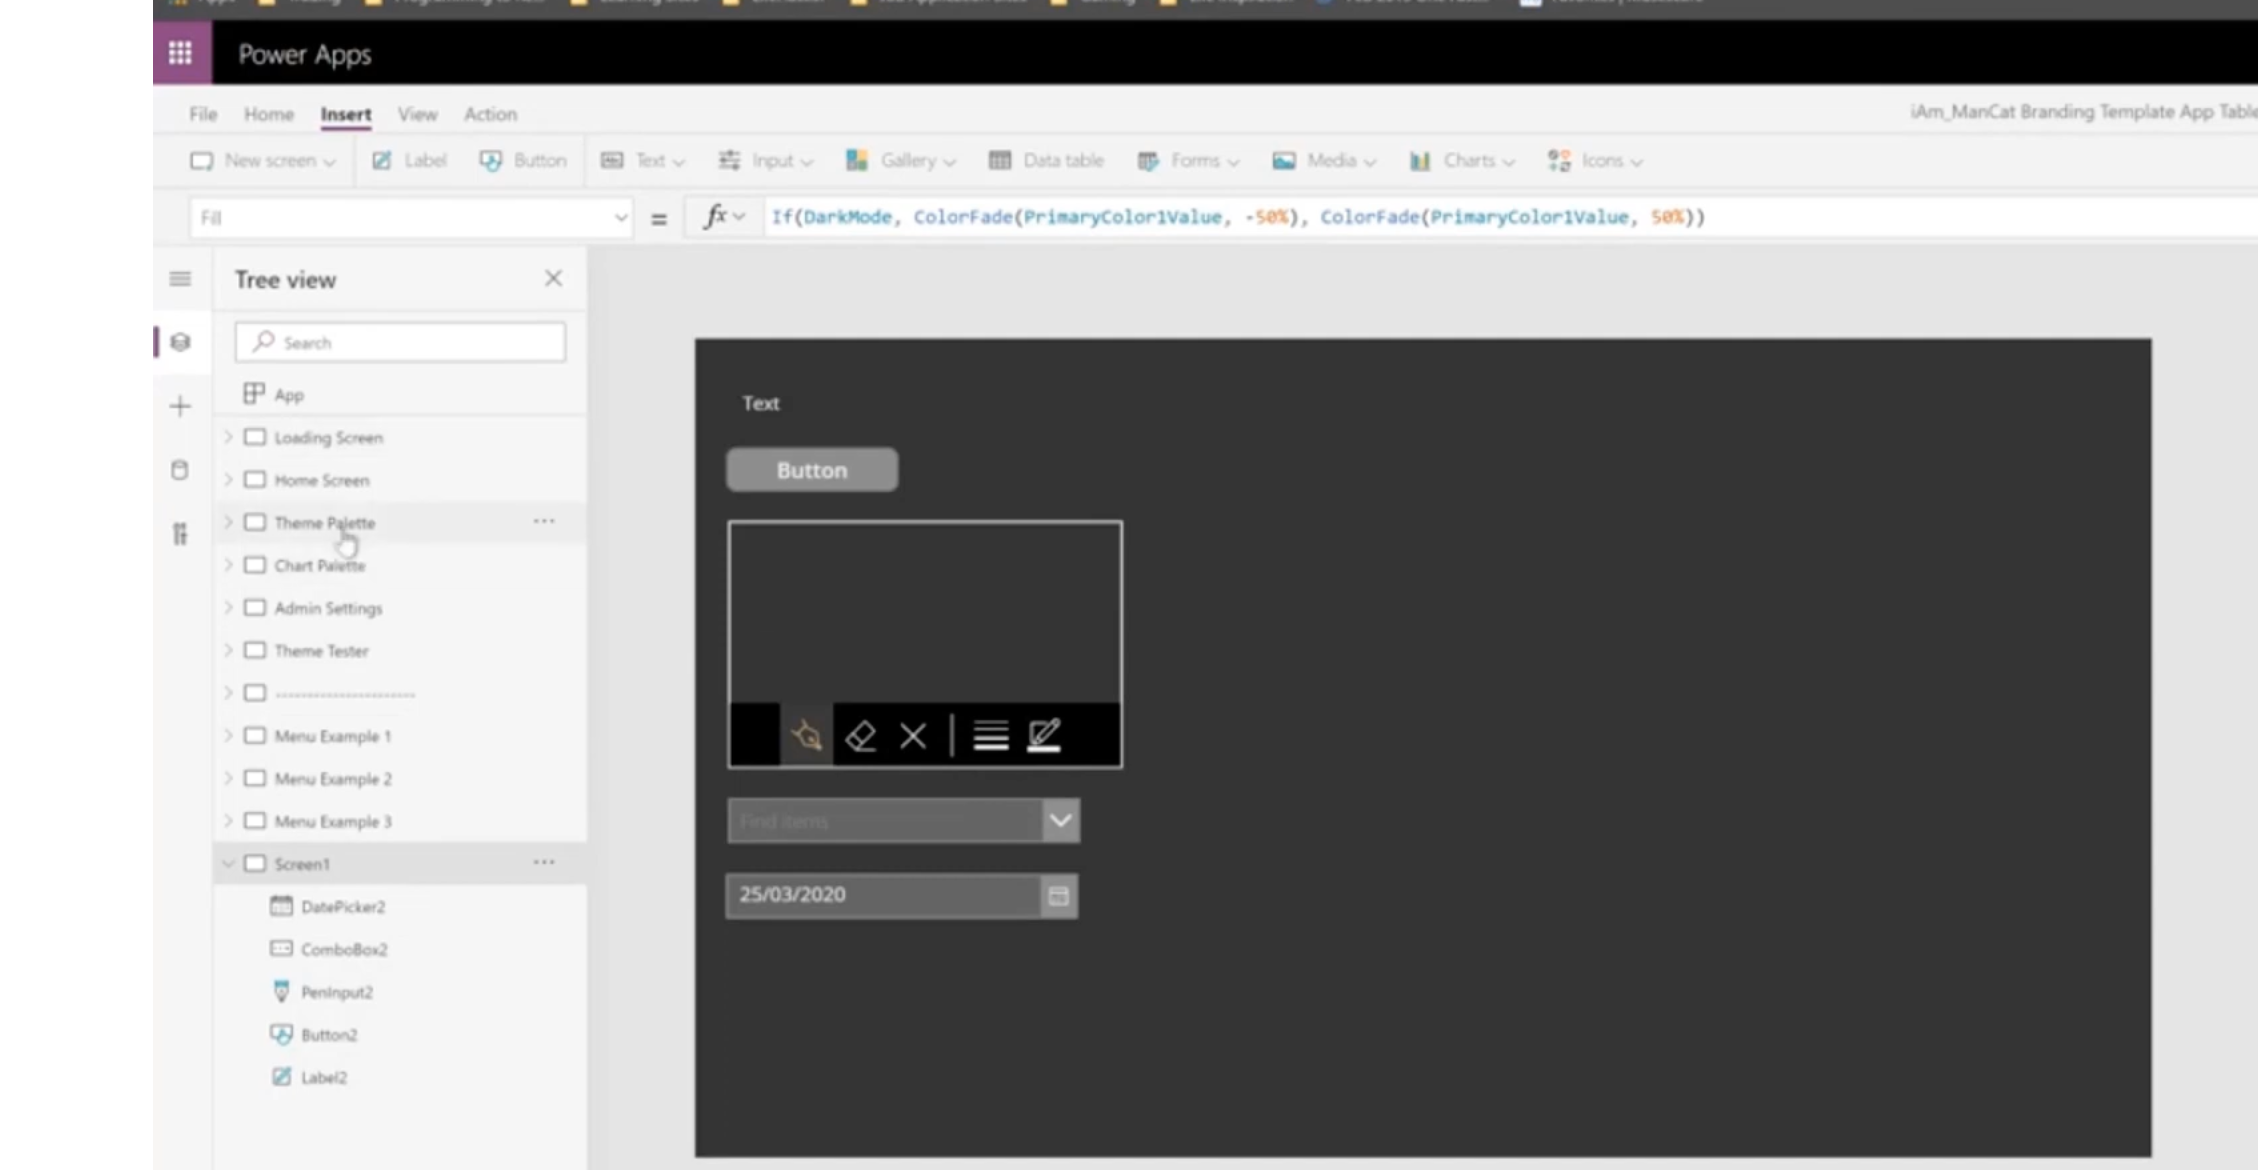 Power Apps
File Home Insert View Action
iAm_ManCat Branding Template App Table
New screen Label Button Text Input Gallery Data table Forms Media Charts Icons
Fill = fx If(DarkMode, ColorFade(PrimaryColor1Value, -50%), ColorFade(PrimaryColor1Value, 50%))
Tree view
Search
App
Loading Screen
Home Screen
Theme Palette
Chart Palette
Admin Settings
Theme Tester
----------------------
Menu Example 1
Menu Example 2
Menu Example 3
Screen1
DatePicker2
ComboBox2
PenInput2
Button2
Label2
Text
Button
Find items
25/03/2020